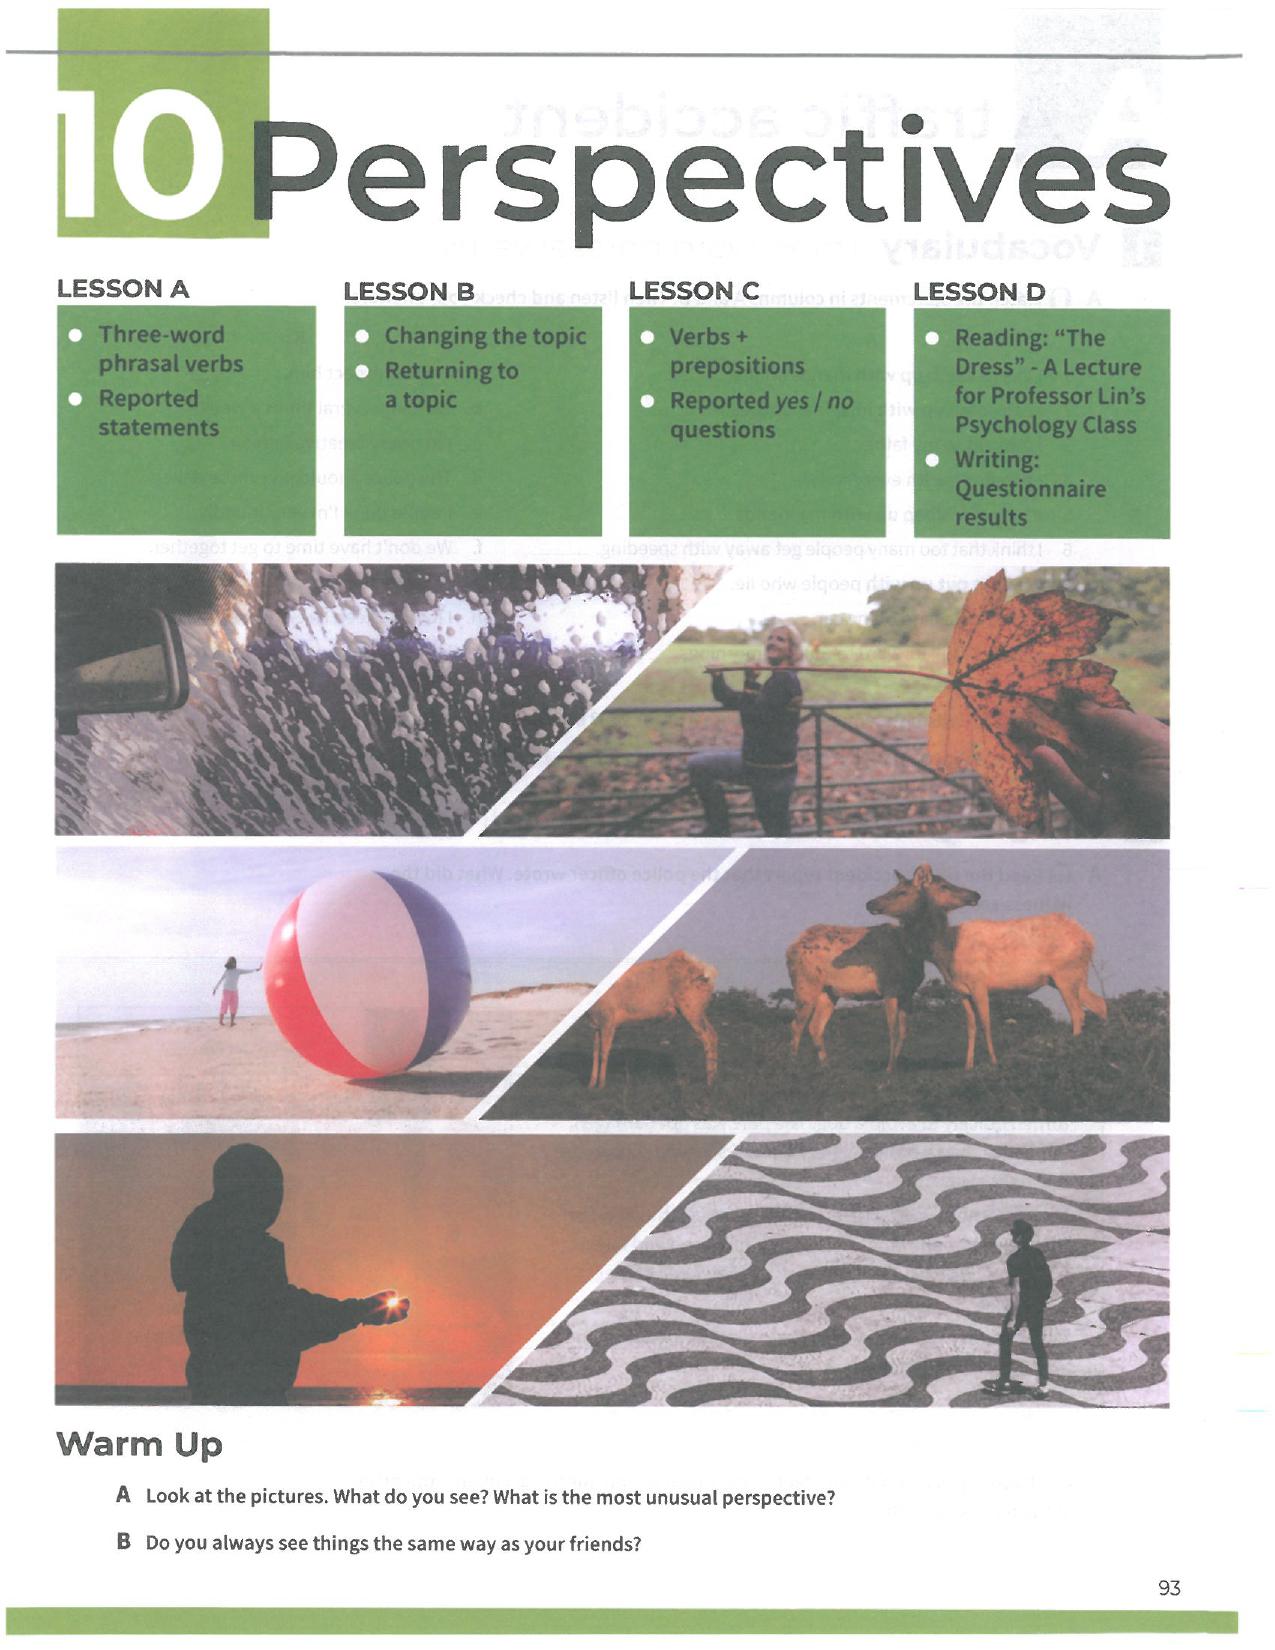 10 Perspectives
LESSON A
• Three-word
phrasal verbs
• Reported
statements
LESSON B
• Changing the topic
• Returning to
a topic
LESSON C
• Verbs +
prepositions
• Reported yes / no
questions
LESSON D
• Reading: “The
Dress” - A Lecture
for Professor Lin’s
Psychology Class
• Writing:
Questionnaire
results
Warm Up
A Look at the pictures. What do you see? What is the most unusual perspective?
B Do you always see things the same way as your friends?
93